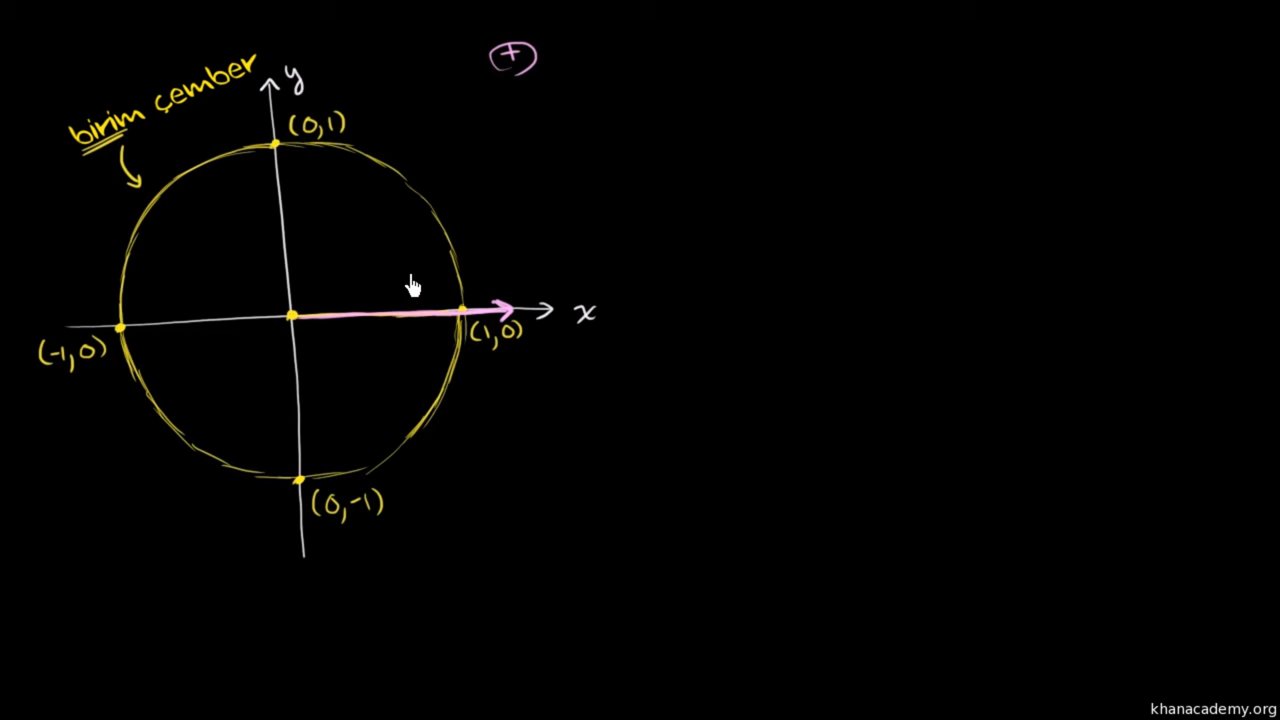 +
birim çember
y
(0,1)
x
(-1,0)
(1,0)
(0,-1)
khanacademy.org